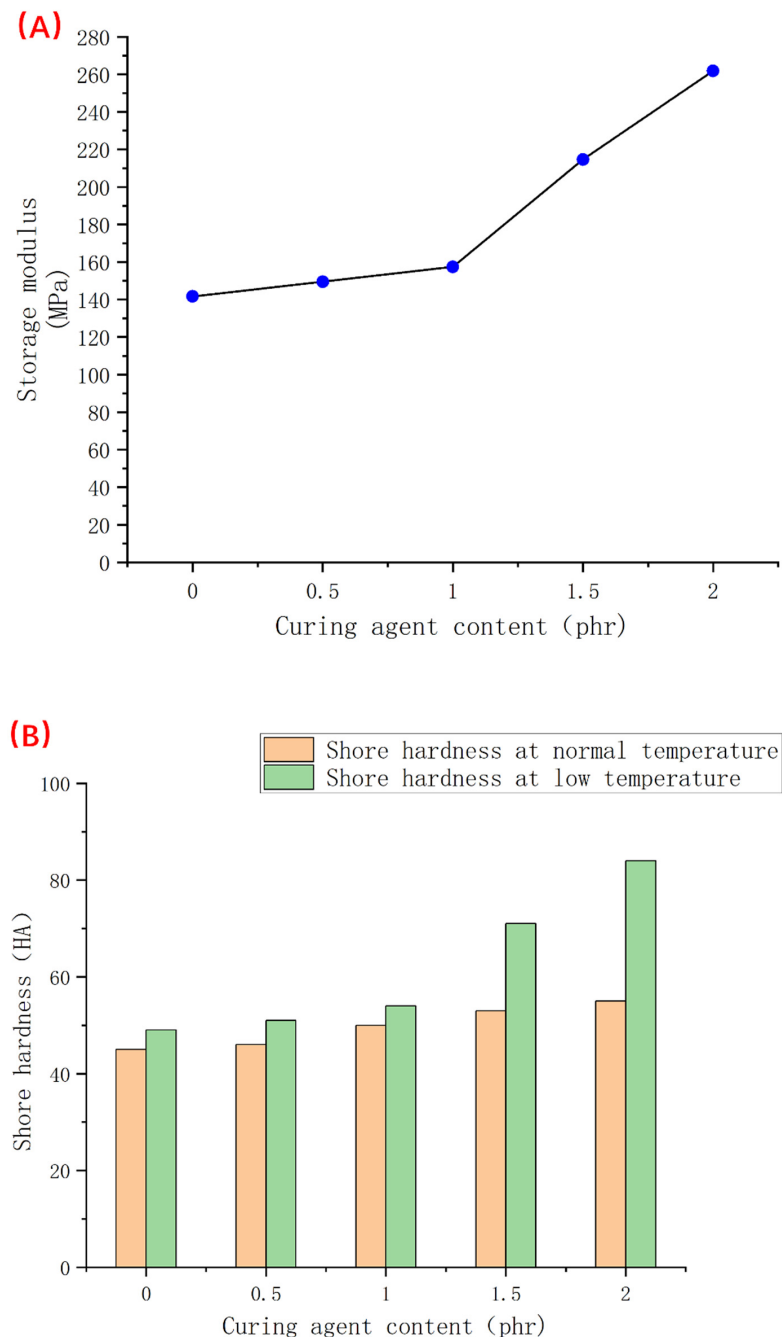 (A)
280
260
240
220
200
180
160
140
120
100
80
60
40
20
0
Storage modulus
(MPa)
0 0.5 1 1.5 2
Curing agent content (phr)
(B)
Shore hardness at normal temperature
Shore hardness at low temperature
100
80
60
40
20
0
Shore hardness (HA)
0 0.5 1 1.5 2
Curing agent content (phr)